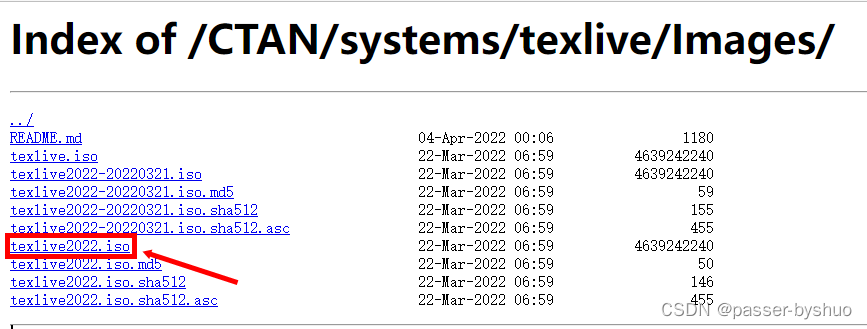 Index of /CTAN/systems/texlive/Images/
../
README.md 04-Apr-2022 00:06 1180
texlive.iso 22-Mar-2022 06:59 4639242240
texlive2022-20220321.iso 22-Mar-2022 06:59 4639242240
texlive2022-20220321.iso.md5 22-Mar-2022 06:59 59
texlive2022-20220321.iso.sha512 22-Mar-2022 06:59 155
texlive2022-20220321.iso.sha512.asc 22-Mar-2022 06:59 455
texlive2022.iso 22-Mar-2022 06:59 4639242240
texlive2022.iso.md5 22-Mar-2022 06:59 50
texlive2022.iso.sha512 22-Mar-2022 06:59 146
texlive2022.iso.sha512.asc 22-Mar-2022 06:59 455
CSDN @passer-byshuo